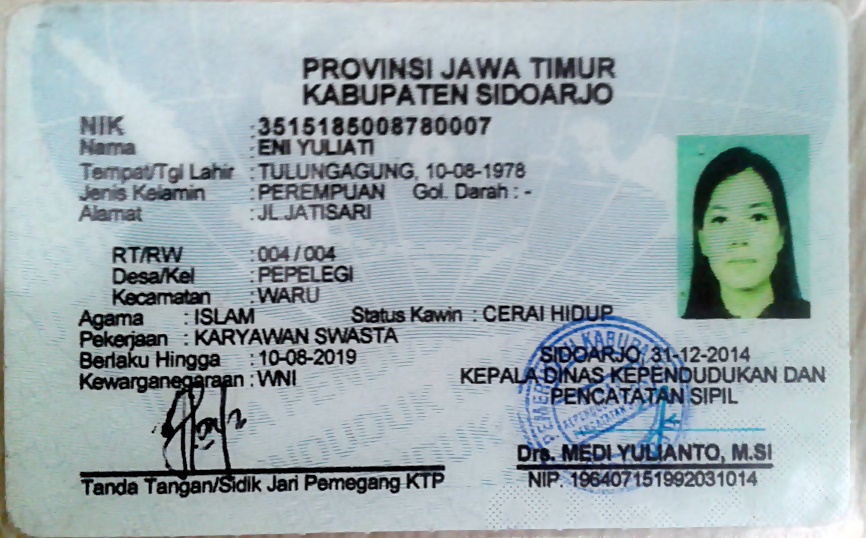 PROVINSI JAWA TIMUR
KABUPATEN SIDOARJO
NIK : 3515185008780007
Nama : ENI YULIATI
Tempat/Tgl Lahir : TULUNGAGUNG, 10-08-1978
Jenis Kelamin : PEREMPUAN Gol. Darah : -
Alamat : JL.JATISARI
RT/RW : 004 / 004
Desa/Kel : PEPELEGI
Kecamatan : WARU
Agama : ISLAM Status Kawin : CERAI HIDUP
Pekerjaan : KARYAWAN SWASTA
Berlaku Hingga : 10-08-2019
Kewarganegaraan : WNI
SIDOARJO, 31-12-2014
KEPALA DINAS KEPENDUDUKAN DAN
PENCATATAN SIPIL
Drs. MEDI YULIANTO, M.SI
NIP. 196407151992031014
Tanda Tangan/Sidik Jari Pemegang KTP